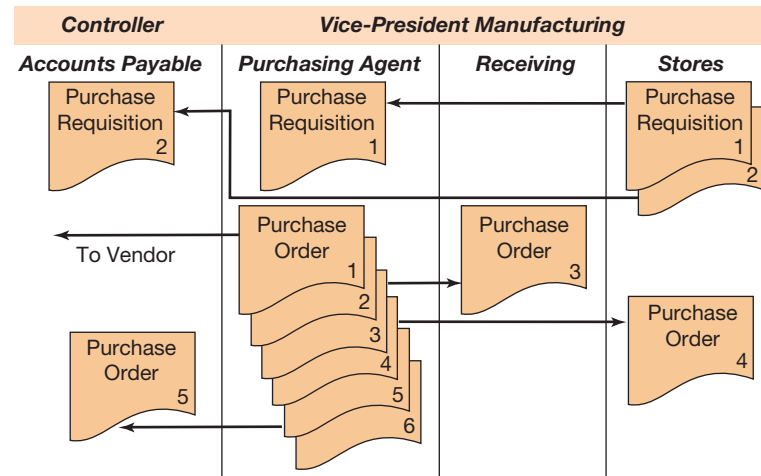 Controller
Vice-President Manufacturing
Accounts Payable
Purchasing Agent
Receiving
Stores
Purchase
Requisition
2
Purchase
Requisition
1
Purchase
Requisition
1
2
To Vendor
Purchase
Order
1
2
3
4
5
6
Purchase
Order
3
Purchase
Order
4
Purchase
Order
5